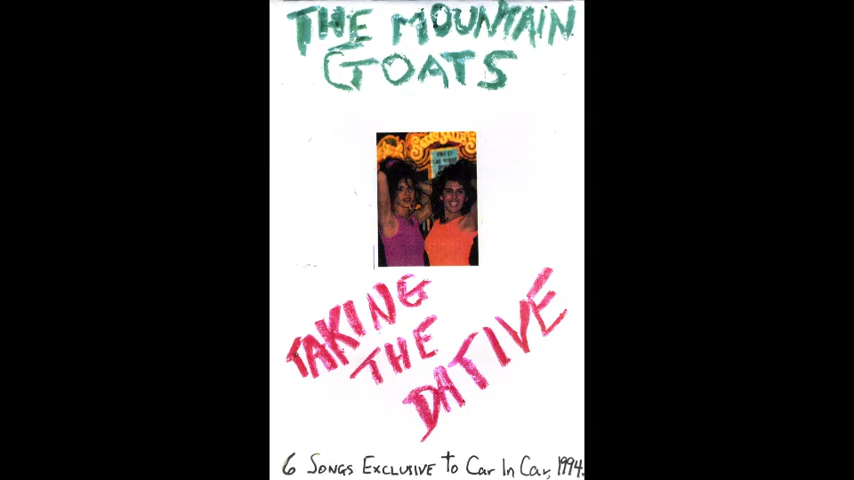 THE MOUNTAIN
GOATS
TAKING
THE
DATIVE
6 SONGS EXCLUSIVE to Car In Car, 1994.